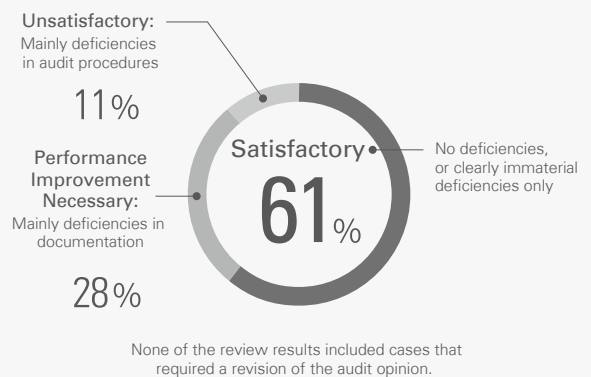 Unsatisfactory:
Mainly deficiencies
in audit procedures
11%
Performance
Improvement
Necessary:
Mainly deficiencies in
documentation
28%
Satisfactory
61%
No deficiencies,
or clearly immaterial
deficiencies only
None of the review results included cases that
required a revision of the audit opinion.